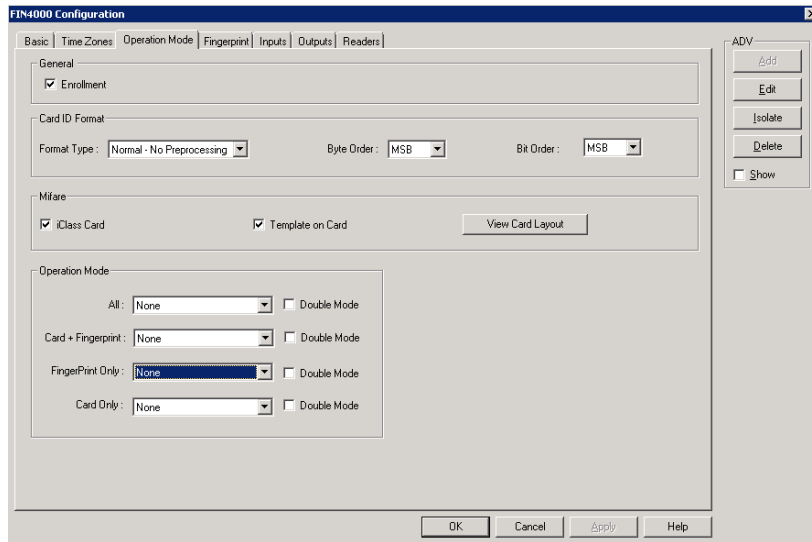 FIN4000 Configuration
Basic Time Zones Operation Mode Fingerprint Inputs Outputs Readers
General
Enrollment
Card ID Format
Format Type : Normal - No Preprocessing Byte Order : MSB Bit Order : MSB
Mifare
iClass Card Template on Card View Card Layout
Operation Mode
All : None Double Mode
Card + Fingerprint : None Double Mode
FingerPrint Only : None Double Mode
Card Only : None Double Mode
ADV
Add
Edit
Isolate
Delete
Show
OK Cancel Apply Help